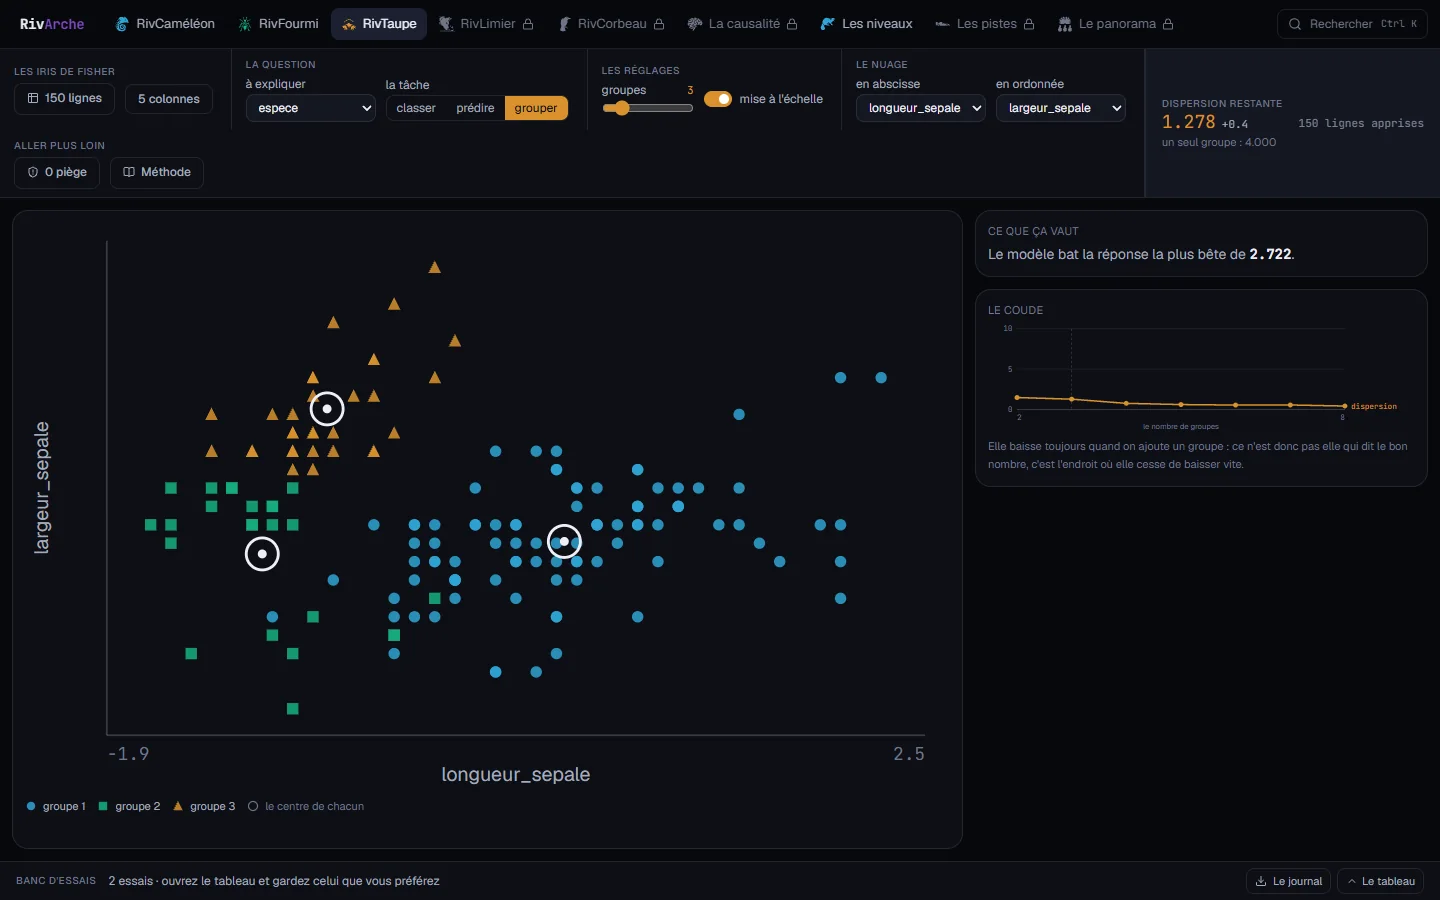 RivArche
RivCaméléon
RivFourmi
RivTaupe
RivLimier
RivCorbeau
La causalité
Les niveaux
Les pistes
Le panorama
Rechercher Ctrl K
LES IRIS DE FISHER
150 lignes
5 colonnes
LA QUESTION
à expliquer
espece
la tâche
classer prédire grouper
LES RÉGLAGES
groupes 3
mise à l'échelle
LE NUAGE
en abscisse
longueur_sepale
en ordonnée
largeur_sepale
DISPERSION RESTANTE
1.278 +0.4
150 lignes apprises
un seul groupe : 4.000
ALLER PLUS LOIN
0 piège
Méthode
largeur_sepale
-1.9
2.5
longueur_sepale
groupe 1
groupe 2
groupe 3
le centre de chacun
CE QUE ÇA VAUT
Le modèle bat la réponse la plus bête de 2.722.
LE COUDE
10
5
0
2
8
dispersion
le nombre de groupes
Elle baisse toujours quand on ajoute un groupe : ce n'est donc pas elle qui dit le bon
nombre, c'est l'endroit où elle cesse de baisser vite.
BANC D'ESSAIS
2 essais · ouvrez le tableau et gardez celui que vous préférez
Le journal
Le tableau